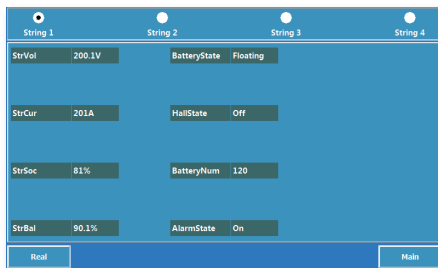 String 1 String 2 String 3 String 4
StrVol 200.1V BatteryState Floating
StrCur 201A HallState Off
StrSoc 81% BatteryNum 120
StrBal 90.1% AlarmState On
Real Main